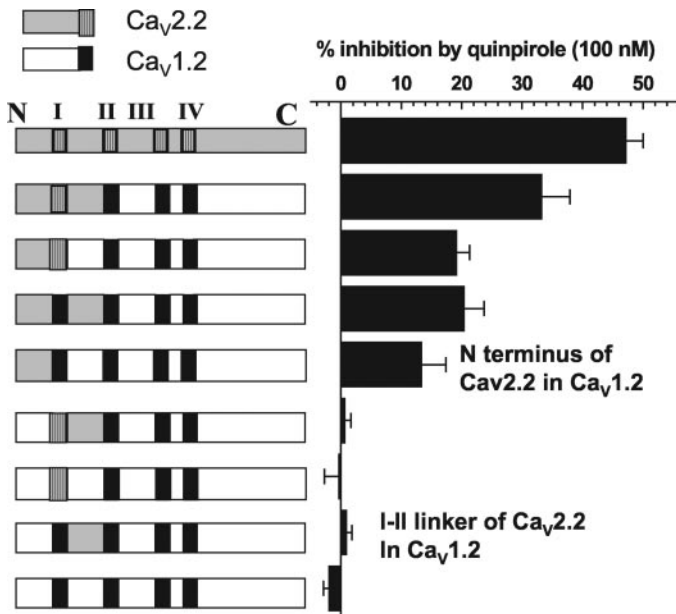 Caᵥ2.2
Caᵥ1.2
% inhibition by quinpirole (100 nM)
0 10 20 30 40 50
N I II III IV C
N terminus of
Cav2.2 in Caᵥ1.2
I-II linker of Caᵥ2.2
In Caᵥ1.2